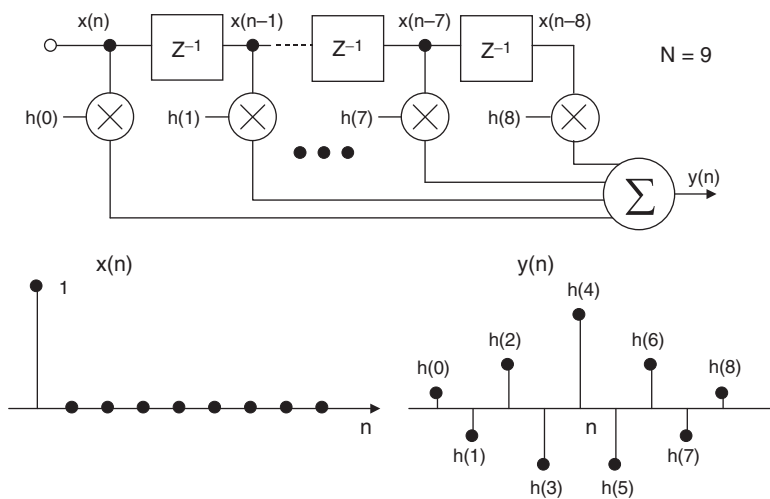 x(n) x(n–1) x(n–7) x(n–8)
Z⁻¹ Z⁻¹ Z⁻¹ N = 9
h(0) h(1) h(7) h(8)
Σ y(n)
x(n) y(n)
1
h(4)
h(2) h(6)
h(0) h(8)
n n
h(1) h(7)
h(3) h(5)